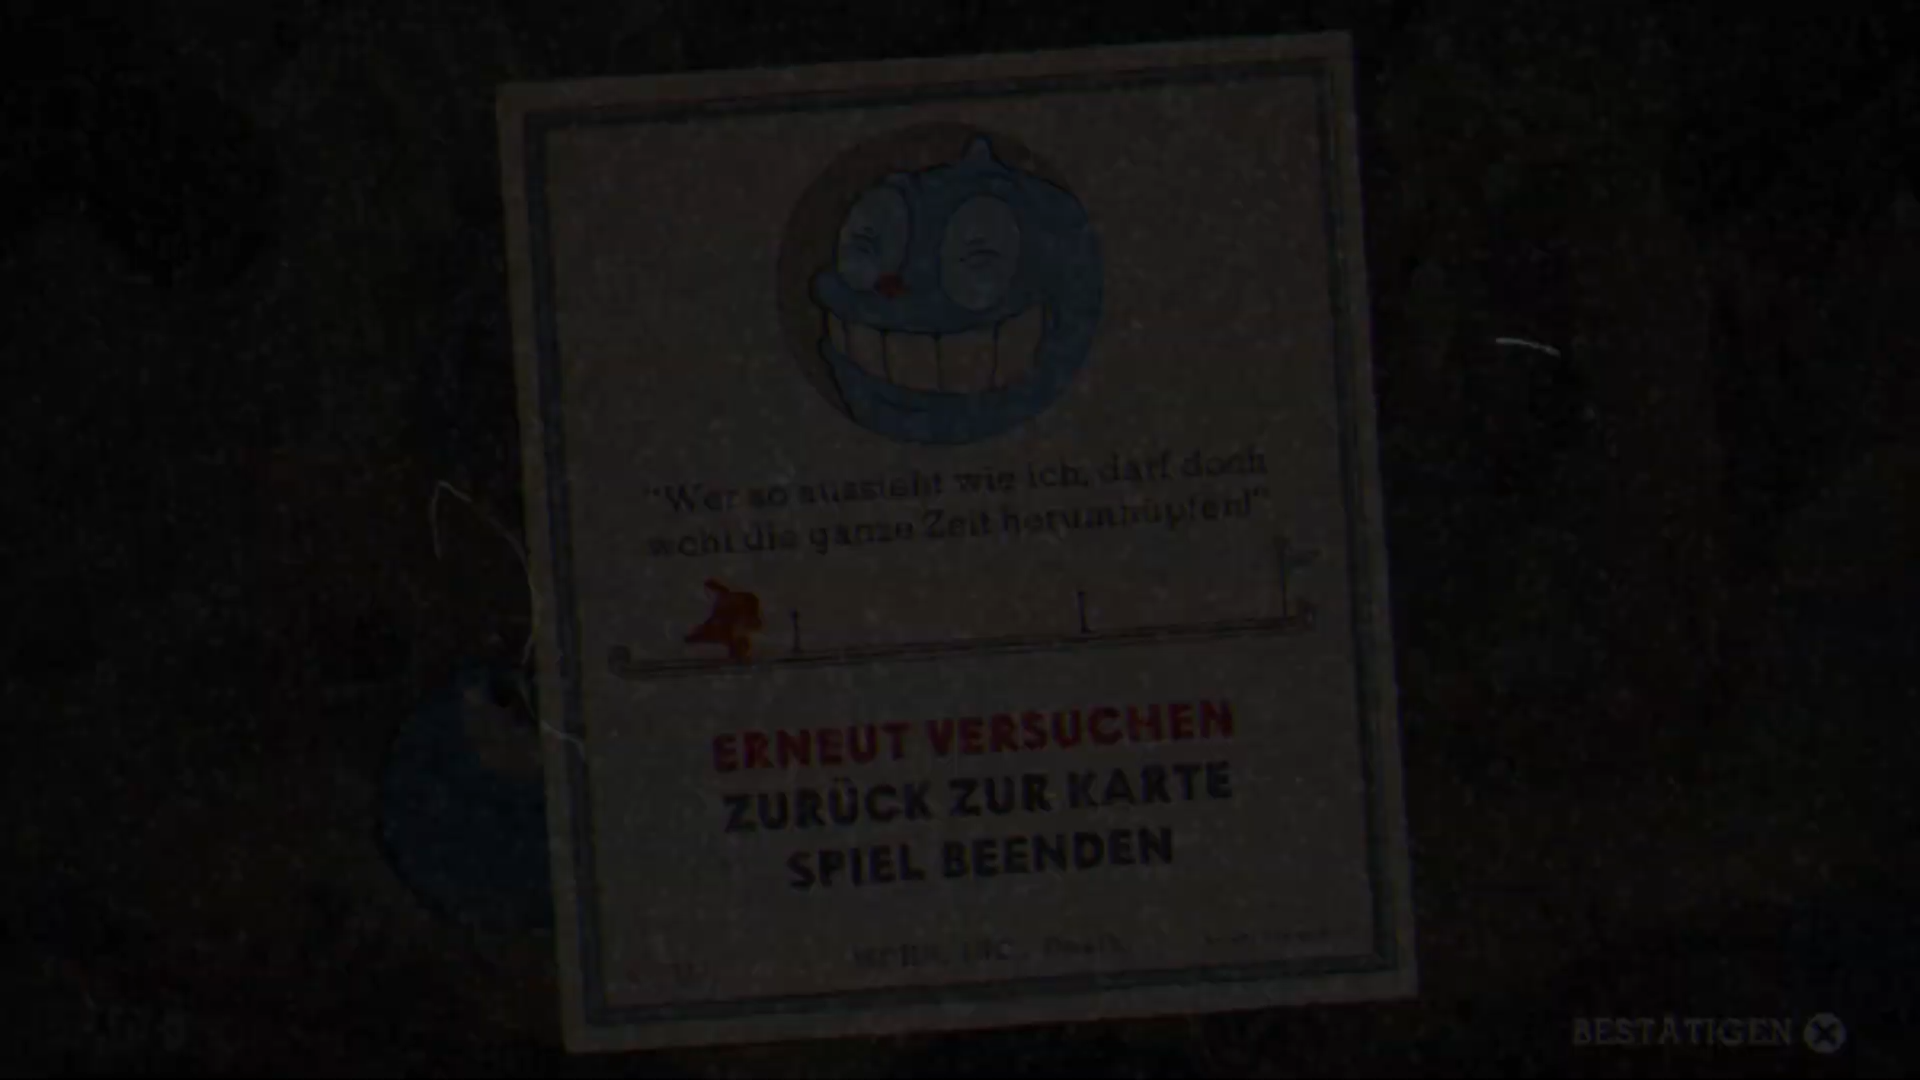 “Wer so aussieht wie ich, darf doch
wohl die ganze Zeit herumhüpfen!“
ERNEUT VERSUCHEN
ZURÜCK ZUR KARTE
SPIEL BEENDEN
INC.
BESTÄTIGEN